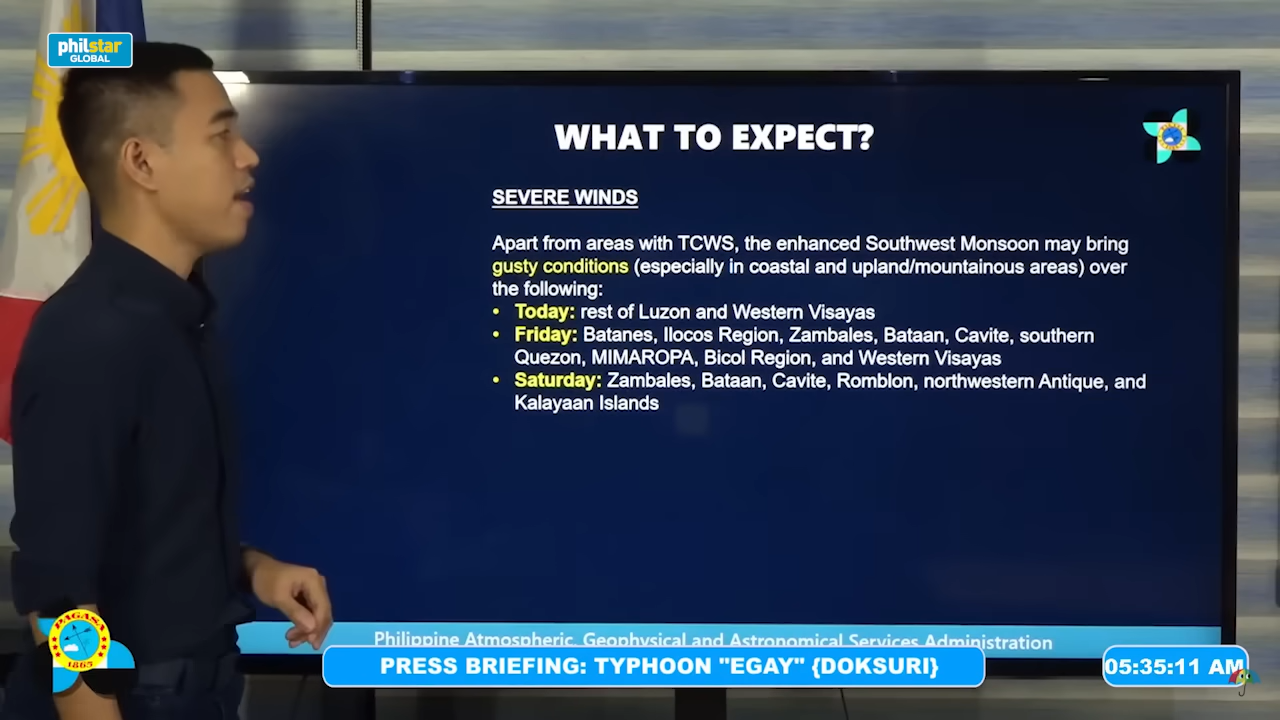 philstar
GLOBAL
WHAT TO EXPECT?
SEVERE WINDS
Apart from areas with TCWS, the enhanced Southwest Monsoon may bring
gusty conditions (especially in coastal and upland/mountainous areas) over
the following:
• Today: rest of Luzon and Western Visayas
• Friday: Batanes, Ilocos Region, Zambales, Bataan, Cavite, southern
Quezon, MIMAROPA, Bicol Region, and Western Visayas
• Saturday: Zambales, Bataan, Cavite, Romblon, northwestern Antique, and
Kalayaan Islands
Philippine Atmospheric, Geophysical and Astronomical Services Administration
PAGASA
1865
PRESS BRIEFING: TYPHOON "EGAY" {DOKSURI}
05:35:11 AM